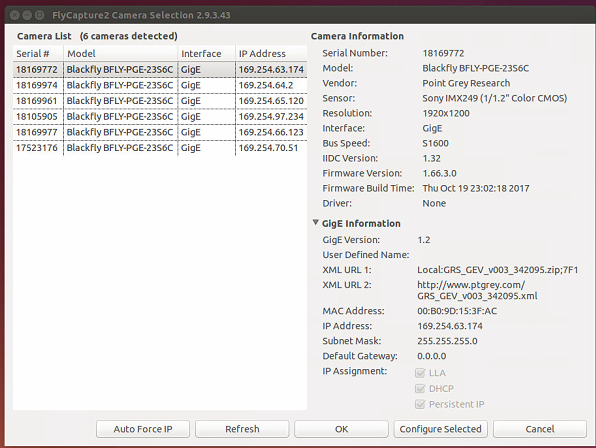 FlyCapture2 Camera Selection 2.9.3.43
Camera List (6 cameras detected)
Serial # Model Interface IP Address
18169772 Blackfly BFLY-PGE-23S6C GigE 169.254.63.174
18169974 Blackfly BFLY-PGE-23S6C GigE 169.254.64.2
18169961 Blackfly BFLY-PGE-23S6C GigE 169.254.65.120
18105905 Blackfly BFLY-PGE-23S6C GigE 169.254.97.234
18169977 Blackfly BFLY-PGE-23S6C GigE 169.254.66.123
17523176 Blackfly BFLY-PGE-23S6C GigE 169.254.70.51
Camera Information
Serial Number: 18169772
Model: Blackfly BFLY-PGE-23S6C
Vendor: Point Grey Research
Sensor: Sony IMX249 (1/1.2" Color CMOS)
Resolution: 1920x1200
Interface: GigE
Bus Speed: S1600
IIDC Version: 1.32
Firmware Version: 1.66.3.0
Firmware Build Time: Thu Oct 19 23:02:18 2017
Driver: None
GigE Information
GigE Version: 1.2
User Defined Name:
XML URL 1: Local:GRS_GEV_v003_342095.zip;7F1
XML URL 2: http://www.ptgrey.com/
GRS_GEV_v003_342095.xml
MAC Address: 00:B0:9D:15:3F:AC
IP Address: 169.254.63.174
Subnet Mask: 255.255.255.0
Default Gateway: 0.0.0.0
IP Assignment: LLA
DHCP
Persistent IP
Auto Force IP Refresh OK Configure Selected Cancel